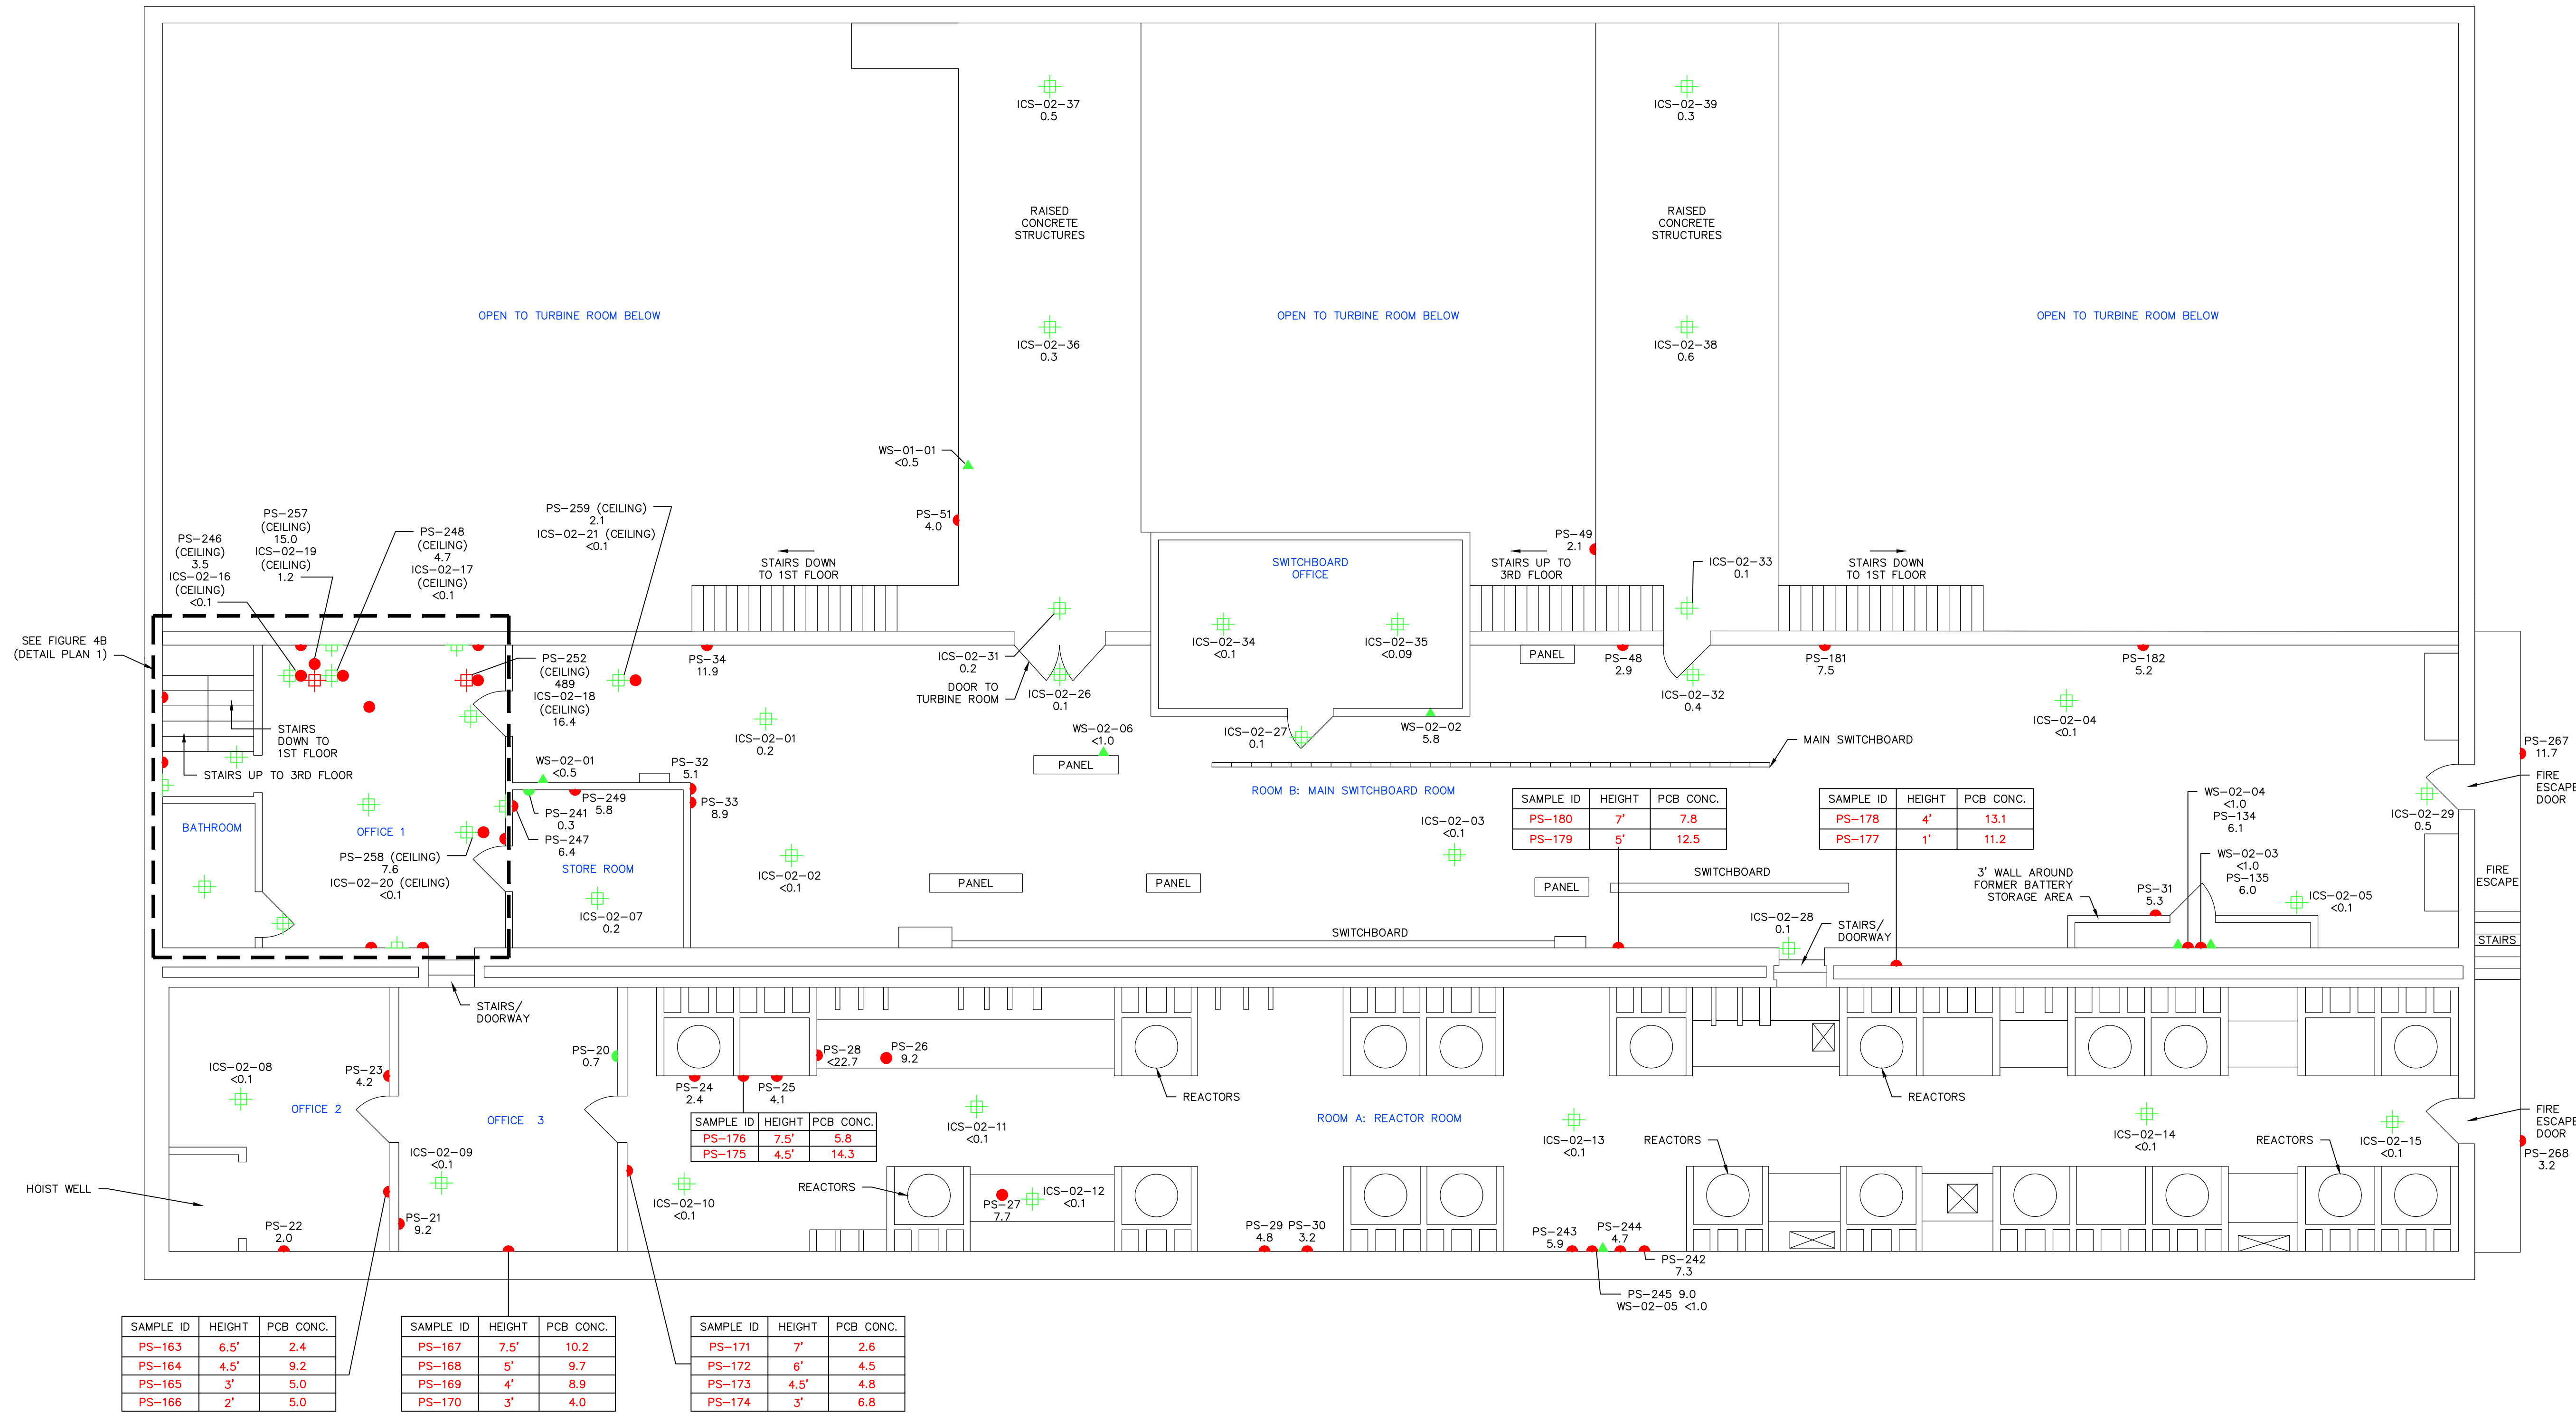 ICS-02-37
0.5
ICS-02-39
0.3
RAISED
CONCRETE
STRUCTURES
RAISED
CONCRETE
STRUCTURES
OPEN TO TURBINE ROOM BELOW
OPEN TO TURBINE ROOM BELOW
OPEN TO TURBINE ROOM BELOW
ICS-02-36
0.3
ICS-02-38
0.6
WS-01-01
<0.5
PS-51
4.0
PS-49
2.1
PS-246
(CEILING)
3.5
ICS-02-16
(CEILING)
<0.1
PS-257
(CEILING)
15.0
ICS-02-19
(CEILING)
1.2
PS-248
(CEILING)
4.7
ICS-02-17
(CEILING)
<0.1
PS-259 (CEILING)
2.1
ICS-02-21 (CEILING)
<0.1
STAIRS DOWN
TO 1ST FLOOR
SWITCHBOARD
OFFICE
STAIRS UP TO
3RD FLOOR
ICS-02-33
0.1
STAIRS DOWN
TO 1ST FLOOR
SEE FIGURE 4B
(DETAIL PLAN 1)
PS-252
(CEILING)
489
ICS-02-18
(CEILING)
16.4
PS-34
11.9
ICS-02-31
0.2
DOOR TO
TURBINE ROOM
ICS-02-26
0.1
ICS-02-34
<0.1
ICS-02-35
<0.09
PANEL
PS-48
2.9
PS-181
7.5
PS-182
5.2
ICS-02-32
0.4
ICS-02-04
<0.1
STAIRS
DOWN TO
1ST FLOOR
STAIRS UP TO 3RD FLOOR
ICS-02-01
0.2
WS-02-06
<1.0
PANEL
ICS-02-27
0.1
WS-02-02
5.8
MAIN SWITCHBOARD
PS-267
11.7
FIRE
ESCAPE
DOOR
WS-02-01
<0.5
PS-32
5.1
PS-33
8.9
PS-249
5.8
PS-241
0.3
PS-247
6.4
ROOM B: MAIN SWITCHBOARD ROOM
SAMPLE ID HEIGHT PCB CONC.
PS-180 7' 7.8
PS-179 5' 12.5
SAMPLE ID HEIGHT PCB CONC.
PS-178 4' 13.1
PS-177 1' 11.2
WS-02-04
<1.0
PS-134
6.1
ICS-02-29
0.5
BATHROOM
OFFICE 1
PS-258 (CEILING)
7.6
ICS-02-20 (CEILING)
<0.1
STORE ROOM
ICS-02-07
0.2
ICS-02-02
<0.1
ICS-02-03
<0.1
PANEL
PANEL
PANEL
SWITCHBOARD
SWITCHBOARD
ICS-02-28
0.1
STAIRS/
DOORWAY
3' WALL AROUND
FORMER BATTERY
STORAGE AREA
PS-31
5.3
WS-02-03
<1.0
PS-135
6.0
ICS-02-05
<0.1
FIRE
ESCAPE
STAIRS
STAIRS/
DOORWAY
ICS-02-08
<0.1
PS-23
4.2
OFFICE 2
OFFICE 3
PS-20
0.7
PS-24
2.4
PS-25
4.1
PS-28
<22.7
PS-26
9.2
REACTORS
REACTORS
SAMPLE ID HEIGHT PCB CONC.
PS-176 7.5' 5.8
PS-175 4.5' 14.3
ICS-02-11
<0.1
ROOM A: REACTOR ROOM
ICS-02-13
<0.1
REACTORS
ICS-02-14
<0.1
REACTORS
ICS-02-15
<0.1
FIRE
ESCAPE
DOOR
PS-268
3.2
ICS-02-09
<0.1
HOIST WELL
PS-22
2.0
PS-21
9.2
ICS-02-10
<0.1
REACTORS
PS-27
7.7
ICS-02-12
<0.1
PS-29
4.8
PS-30
3.2
PS-243
5.9
PS-244
4.7
PS-242
7.3
PS-245 9.0
WS-02-05 <1.0
SAMPLE ID HEIGHT PCB CONC.
PS-163 6.5' 2.4
PS-164 4.5' 9.2
PS-165 3' 5.0
PS-166 2' 5.0
SAMPLE ID HEIGHT PCB CONC.
PS-167 7.5' 10.2
PS-168 5' 9.7
PS-169 4' 8.9
PS-170 3' 4.0
SAMPLE ID HEIGHT PCB CONC.
PS-171 7' 2.6
PS-172 6' 4.5
PS-173 4.5' 4.8
PS-174 3' 6.8